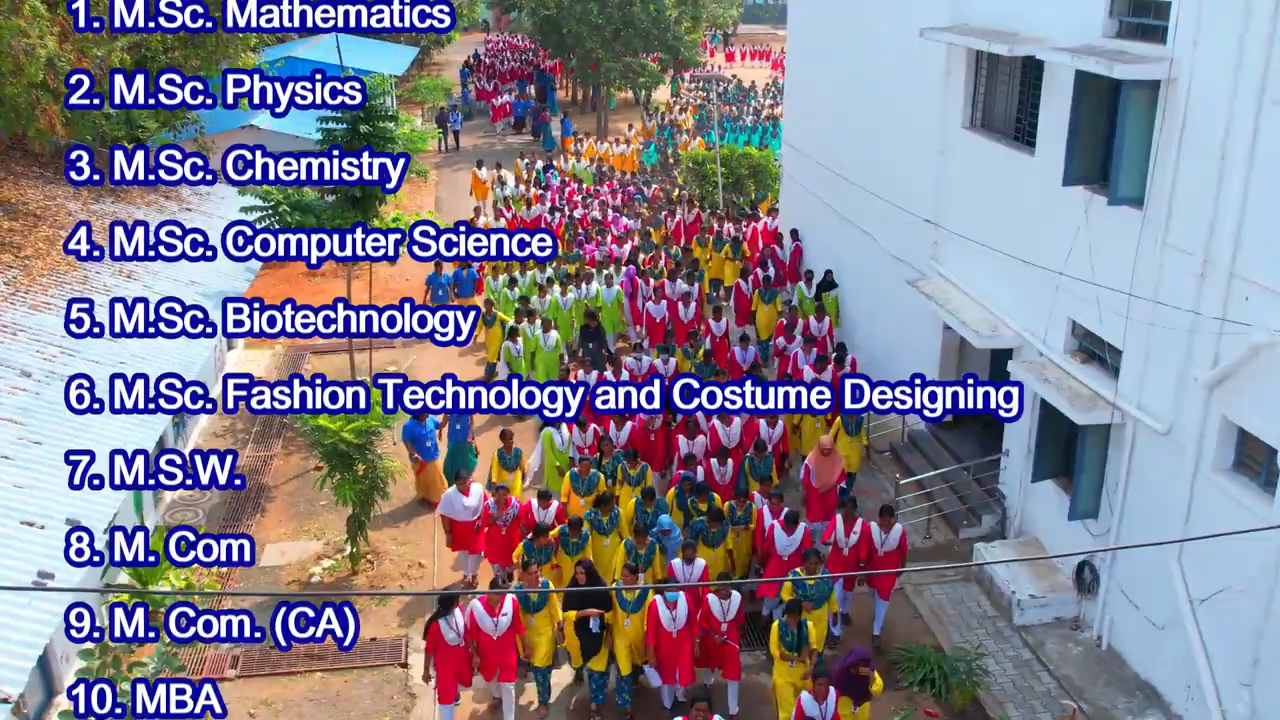 1. M.Sc. Mathematics
2. M.Sc. Physics
3. M.Sc. Chemistry
4. M.Sc. Computer Science
5. M.Sc. Biotechnology
6. M.Sc. Fashion Technology and Costume Designing
7. M.S.W.
8. M. Com
9. M. Com. (CA)
10. MBA